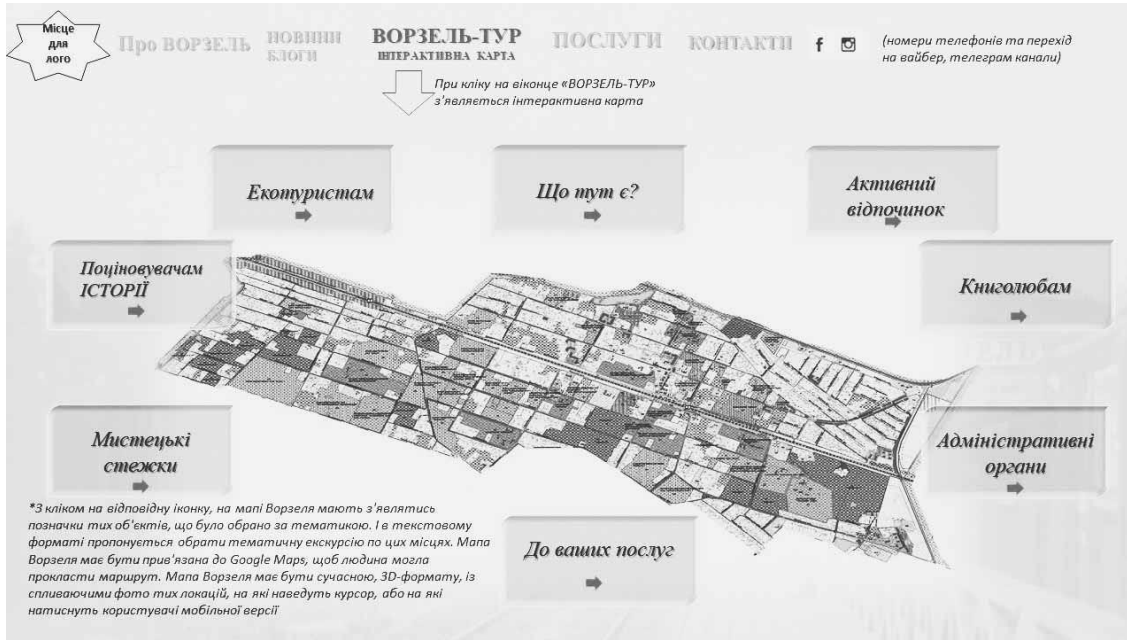 Місце
для
лого
Про ВОРЗЕЛЬ
НОВИНИ
БЛОГИ
ВОРЗЕЛЬ-ТУР
ІНТЕРАКТИВНА КАРТА
ПОСЛУГИ
КОНТАКТИ
(номери телефонів та перехід
на вайбер, телеграм канали)
При кліку на віконце «ВОРЗЕЛЬ-ТУР»
з'являється інтерактивна карта
Екотуристам
Що тут є?
Активний
відпочинок
Поціновувачам
ІСТОРІЇ
Книголюбам
Мистецькі
стежки
Адміністративні
органи
До ваших послуг
*З кліком на відповідну іконку, на мапі Ворзеля мають з'являтись
позначки тих об'єктів, що було обрано за тематикою. І в текстовому
форматі пропонується обрати тематичну екскурсію по цих місцях. Мапа
Ворзеля має бути прив'язана до Google Maps, щоб людина могла
прокласти маршрут. Мапа Ворзеля має бути сучасною, 3D-формату, із
спливаючими фото тих локацій, на які наведуть курсор, або на які
натиснуть користувачі мобільної версії